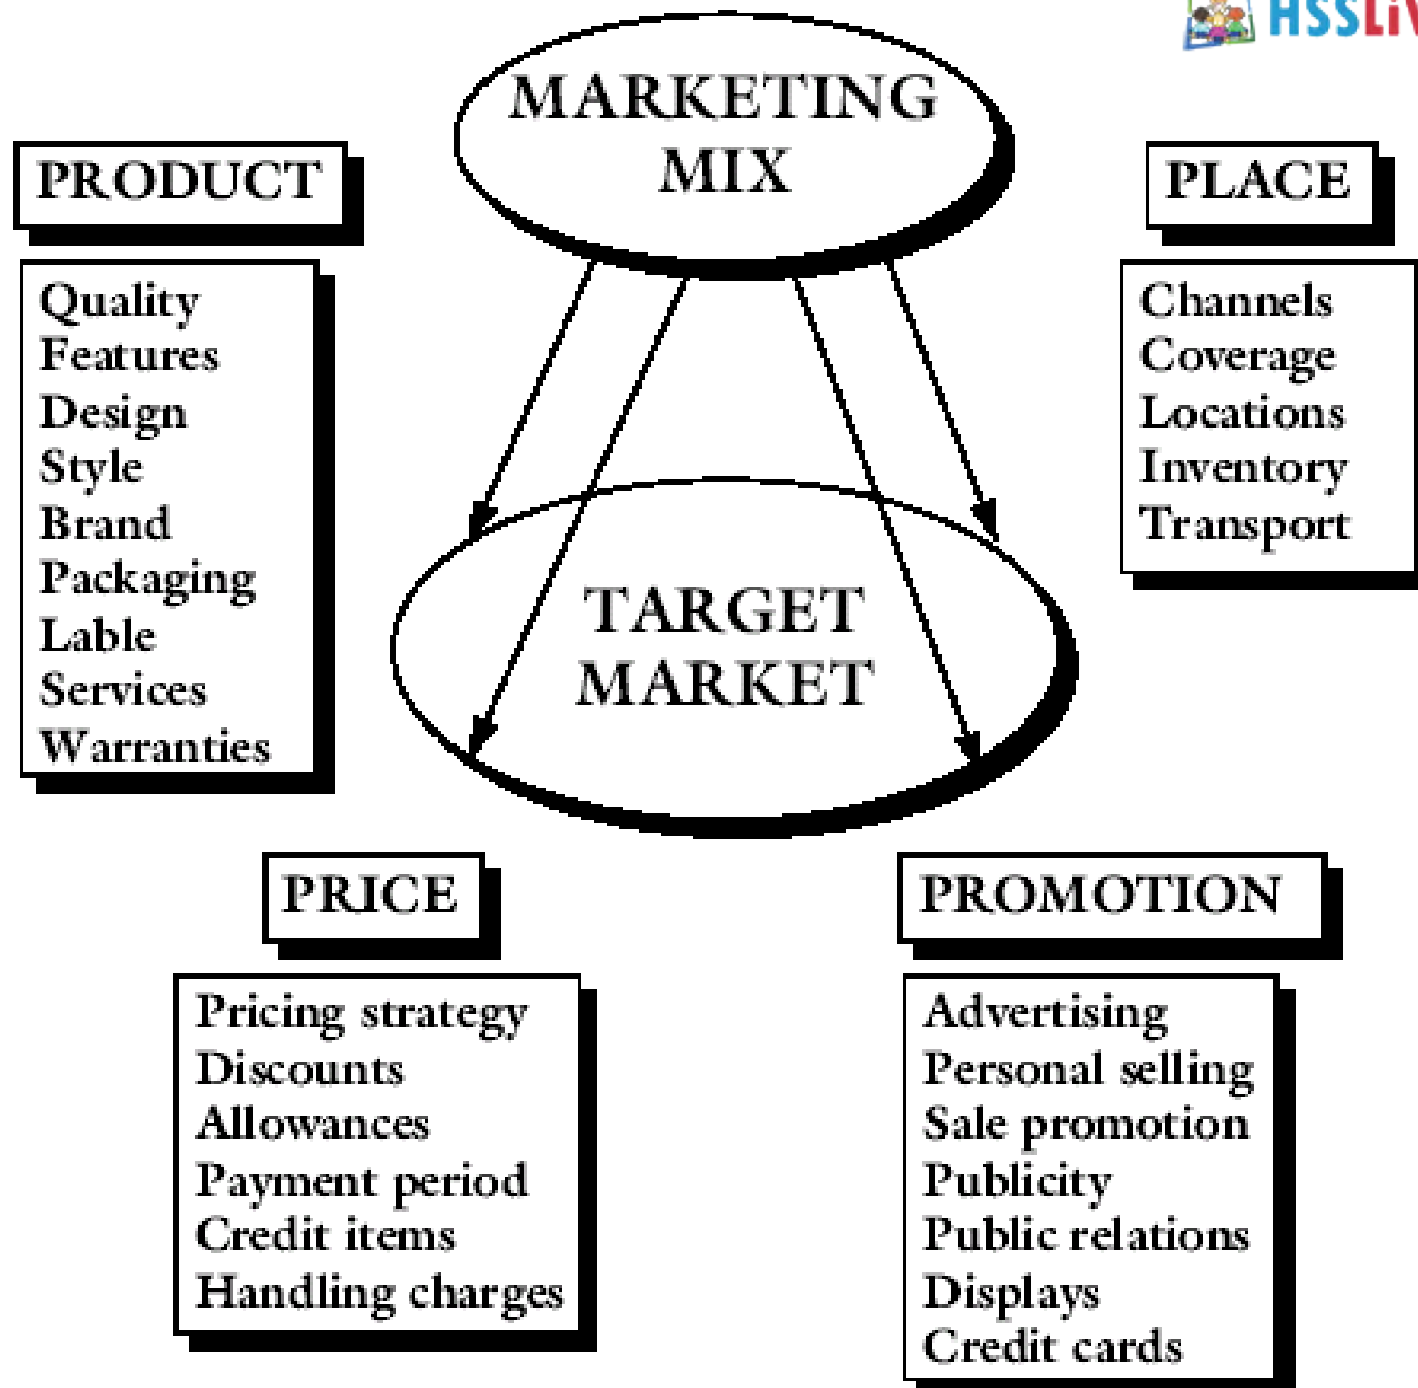 HSSLiV
MARKETING
MIX
PRODUCT
Quality
Features
Design
Style
Brand
Packaging
Lable
Services
Warranties
PLACE
Channels
Coverage
Locations
Inventory
Transport
TARGET
MARKET
PRICE
Pricing strategy
Discounts
Allowances
Payment period
Credit items
Handling charges
PROMOTION
Advertising
Personal selling
Sale promotion
Publicity
Public relations
Displays
Credit cards